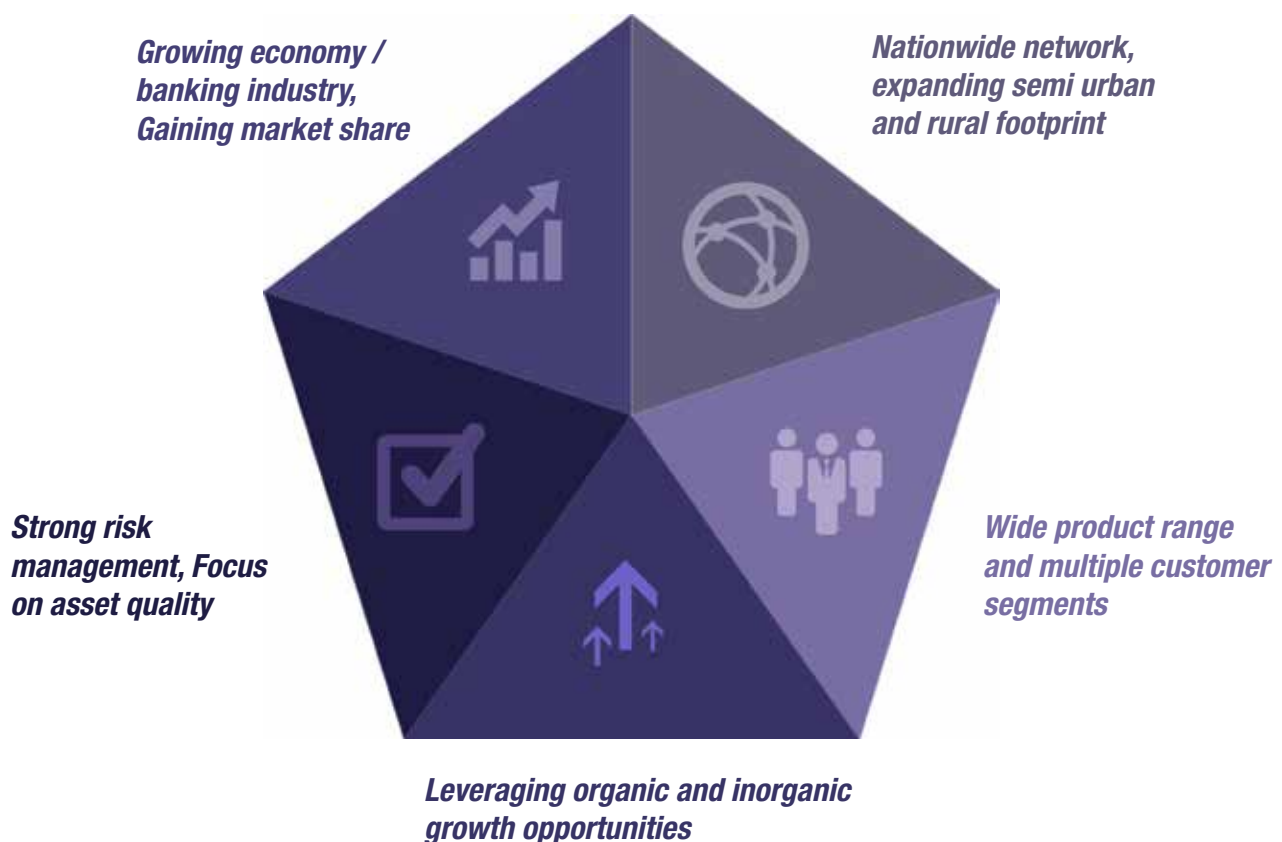 Growing economy /
banking industry,
Gaining market share
Nationwide network,
expanding semi urban
and rural footprint
Strong risk
management, Focus
on asset quality
Wide product range
and multiple customer
segments
Leveraging organic and inorganic
growth opportunities